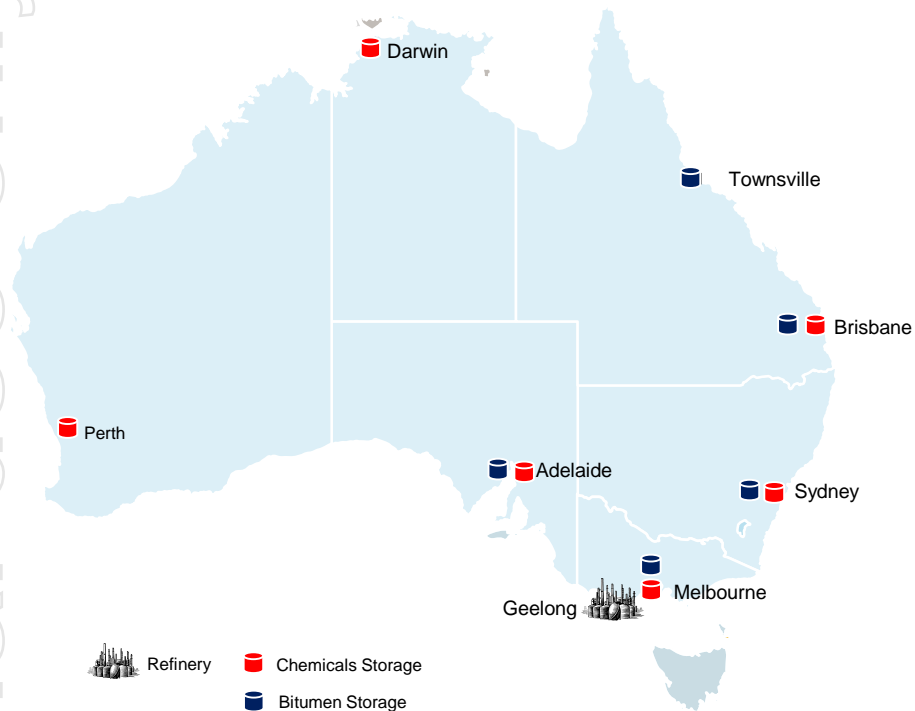 Darwin
Townsville
Brisbane
Perth
Adelaide
Sydney
Melbourne
Geelong
Refinery
Chemicals Storage
Bitumen Storage